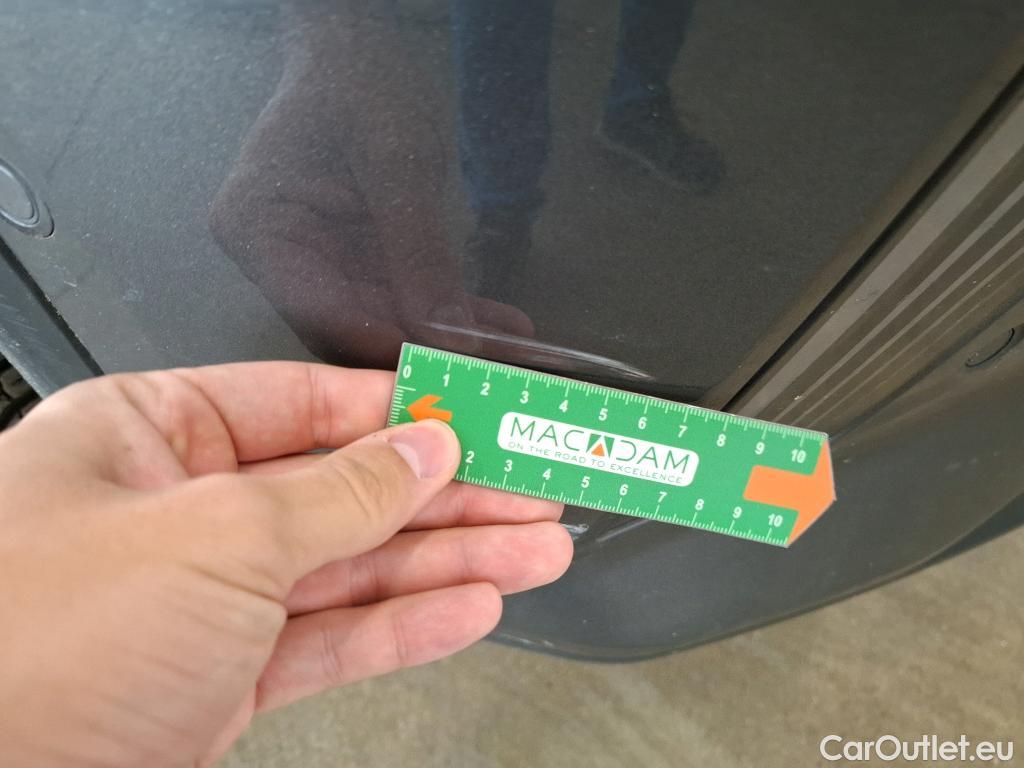 0 1 2 3 4 5 6 7 8 9 10
MACADAM
ON THE ROAD TO EXCELLENCE
2 3 4 5 6 7 8 9 10
CarOutlet.eu